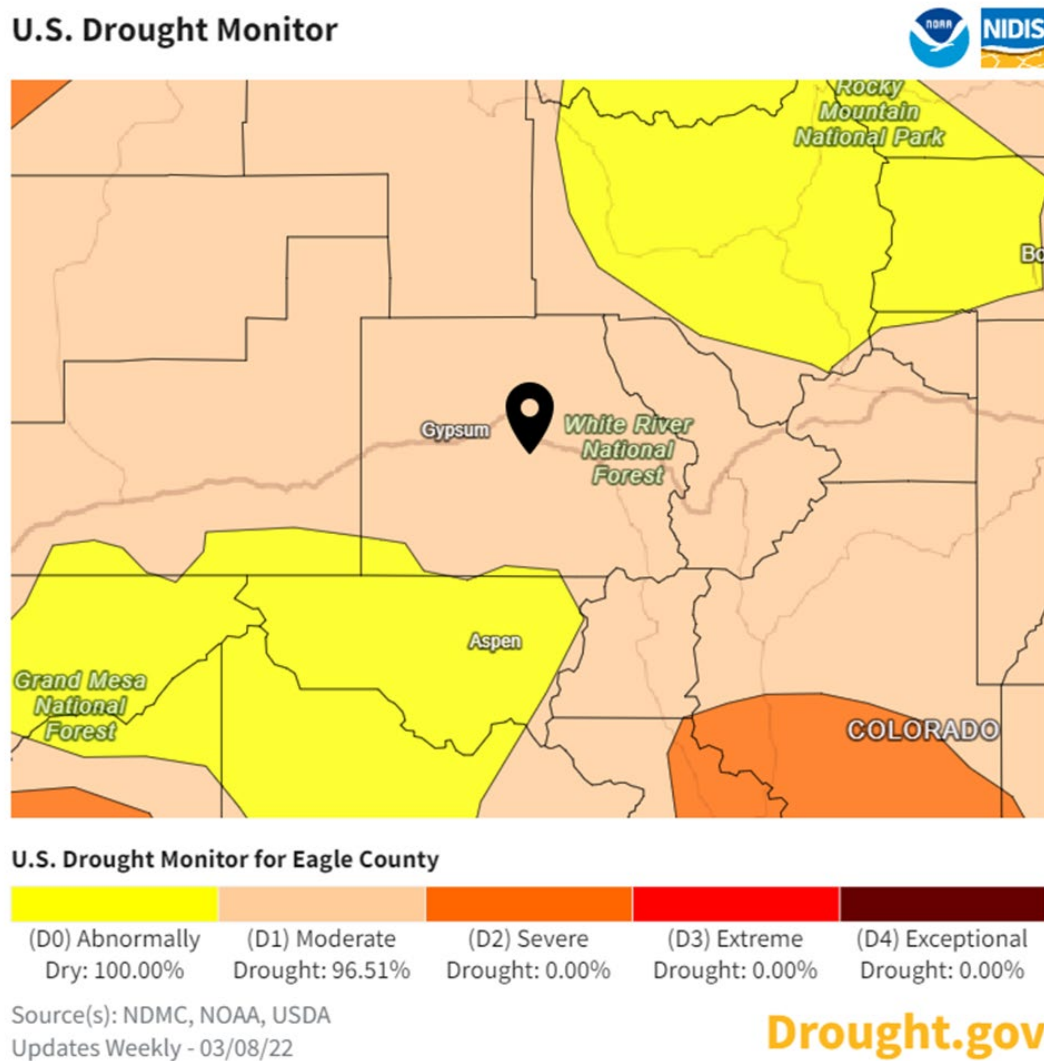 U.S. Drought Monitor
NOAA
NIDIS
Rocky
Mountain
National Park
Bo
Gypsum
White River
National
Forest
Aspen
Grand Mesa
National
Forest
COLORADO
U.S. Drought Monitor for Eagle County
(D0) Abnormally
Dry: 100.00%
(D1) Moderate
Drought: 96.51%
(D2) Severe
Drought: 0.00%
(D3) Extreme
Drought: 0.00%
(D4) Exceptional
Drought: 0.00%
Source(s): NDMC, NOAA, USDA
Updates Weekly - 03/08/22
Drought.gov